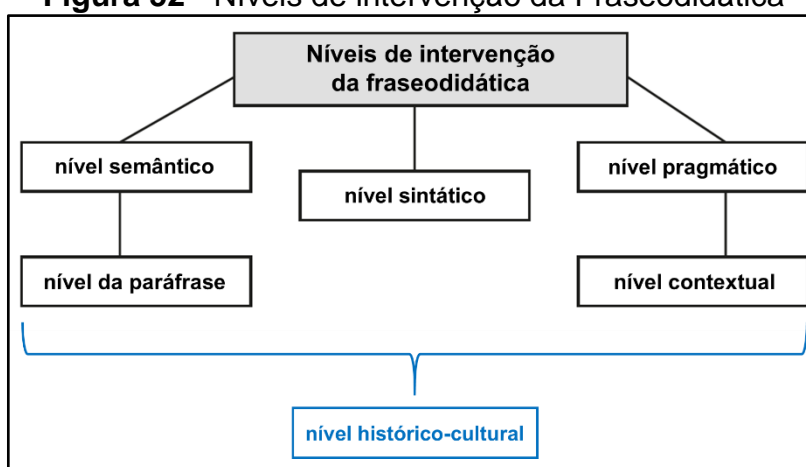 Figura 32 - Níveis de intervenção da Fraseodidática
Níveis de intervenção
da fraseodidática
nível semântico
nível sintático
nível pragmático
nível da paráfrase
nível contextual
nível histórico-cultural